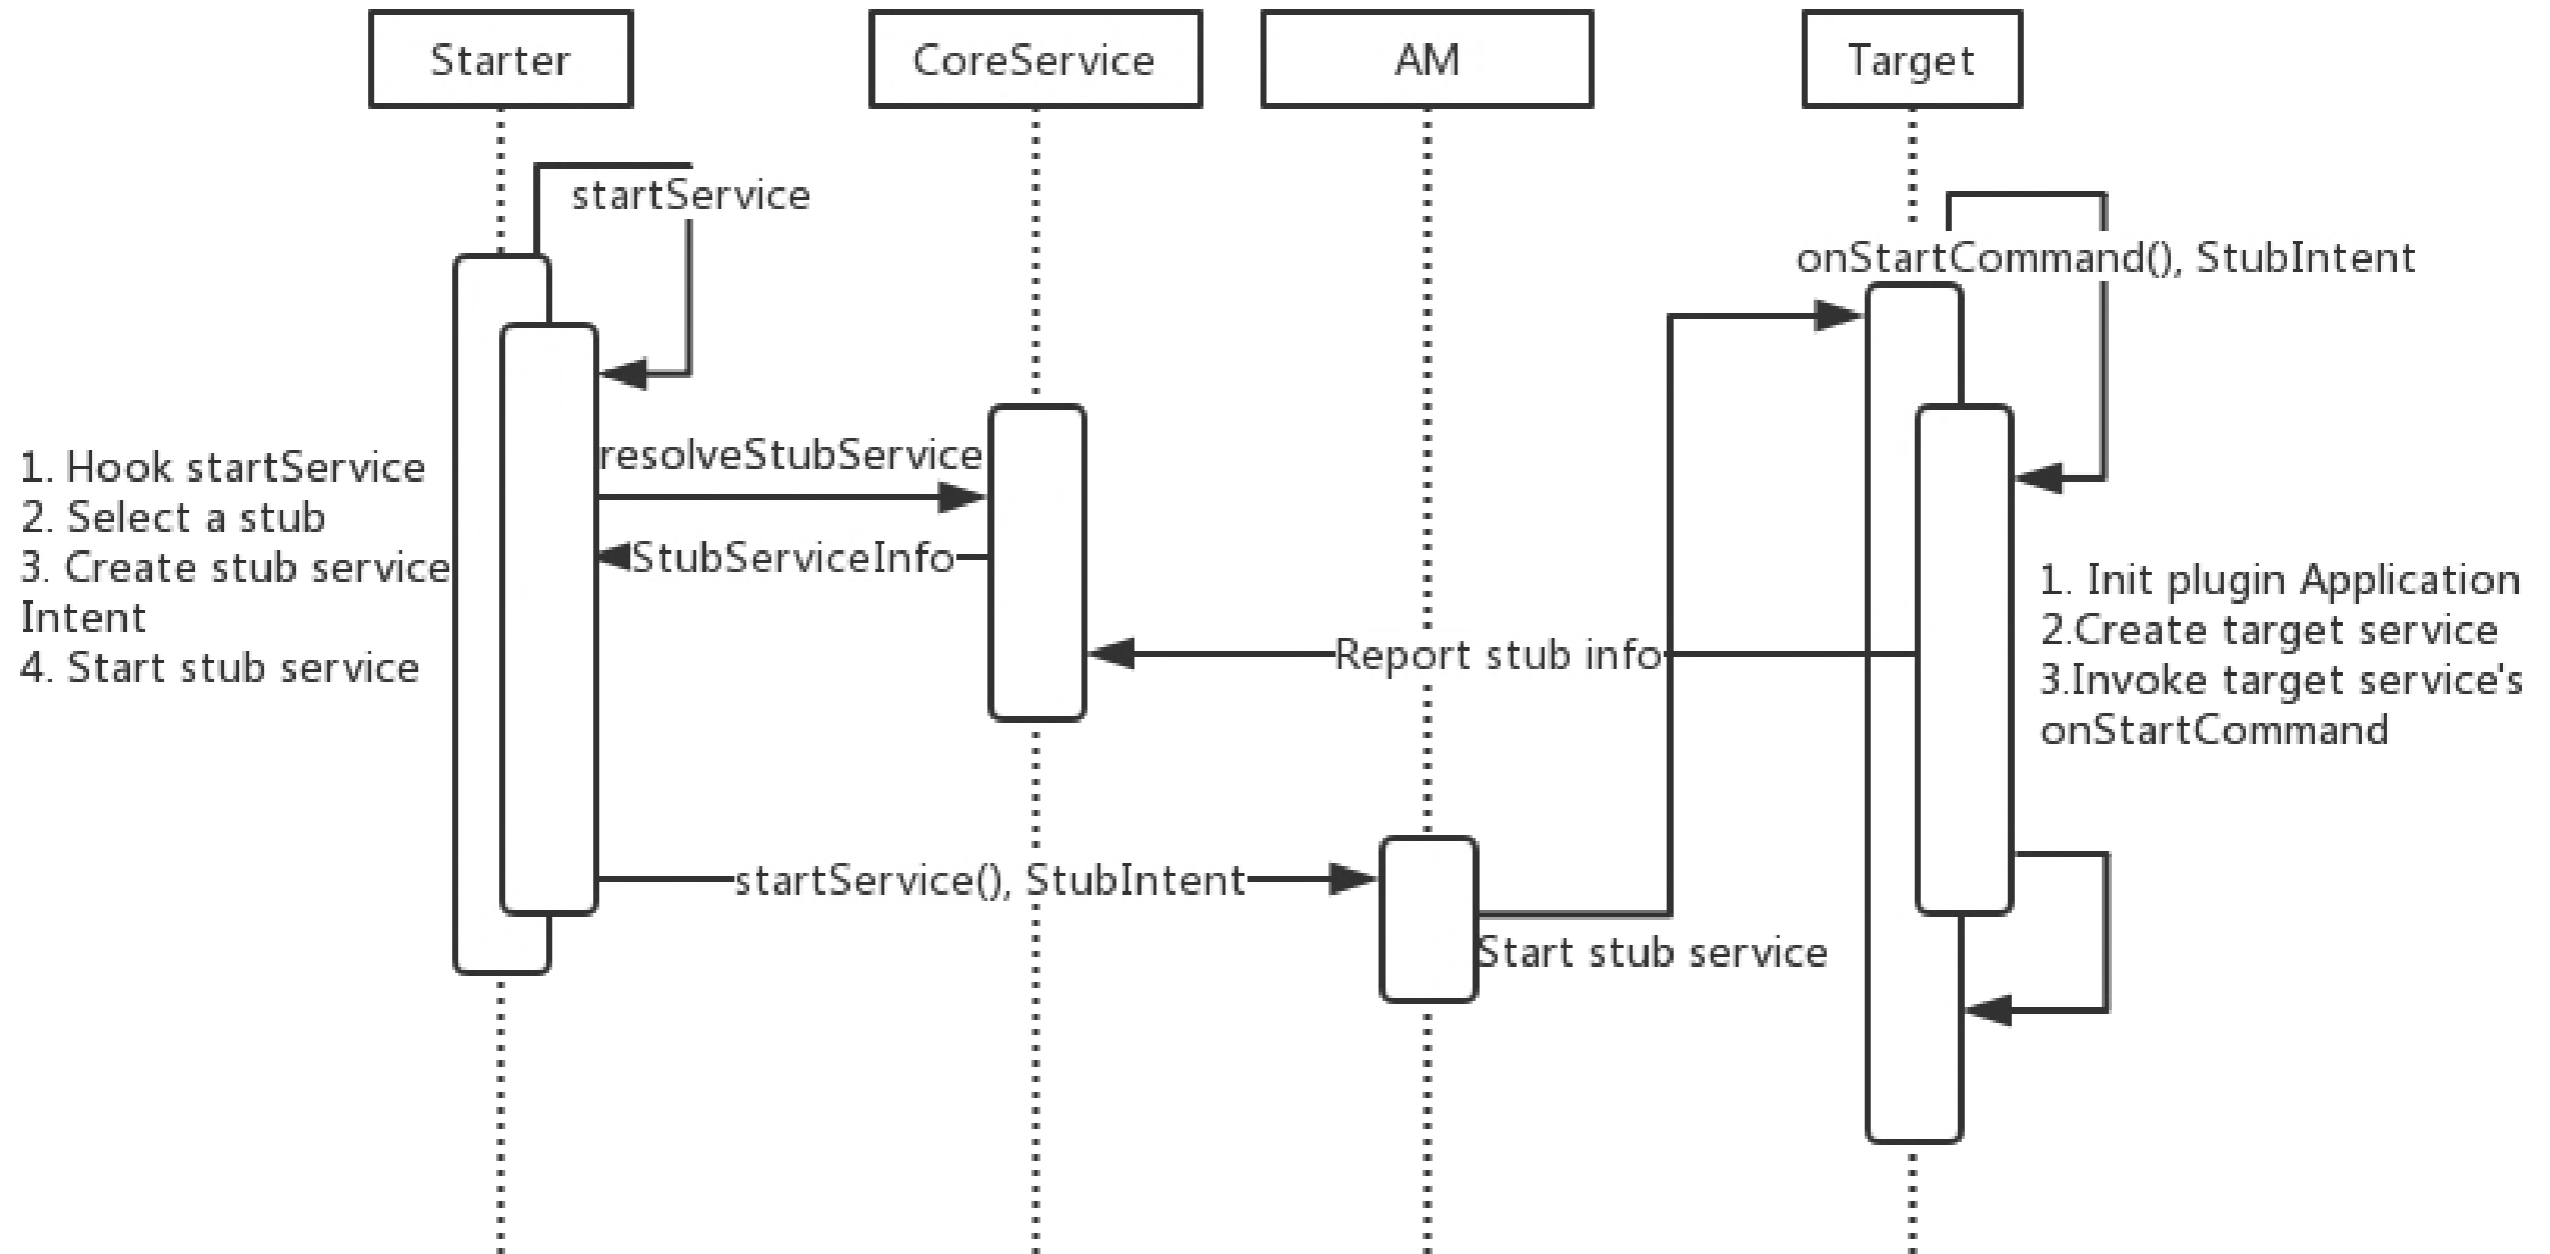 Starter
CoreService
AM
Target
startService
onStartCommand(), StubIntent
resolveStubService
StubServiceInfo
1. Hook startService
2. Select a stub
3. Create stub service
Intent
4. Start stub service
Report stub info
1. Init plugin Application
2.Create target service
3.Invoke target service's
onStartCommand
startService(), StubIntent
Start stub service